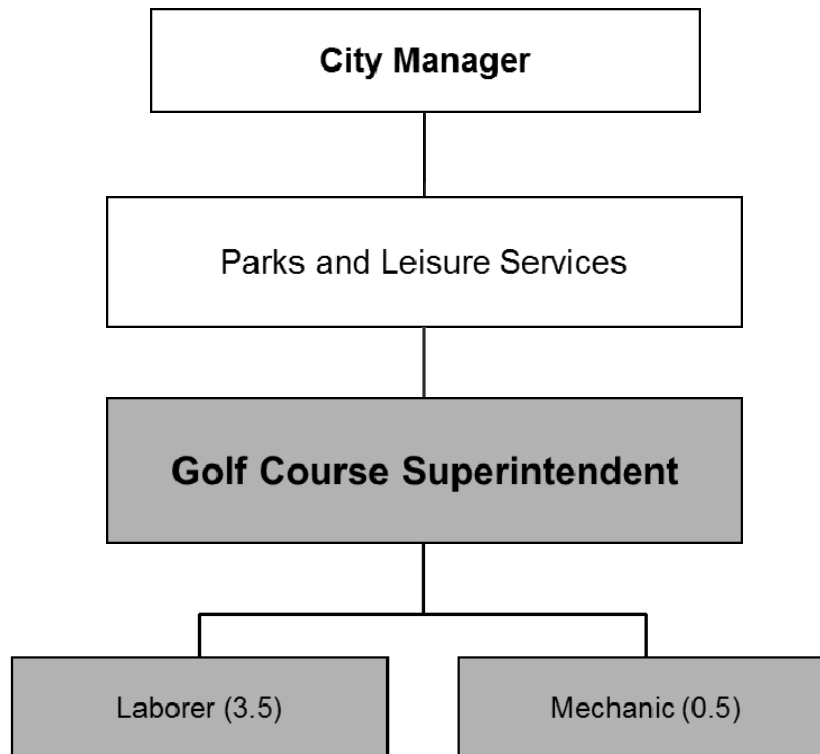 City Manager
Parks and Leisure Services
Golf Course Superintendent
Laborer (3.5)
Mechanic (0.5)